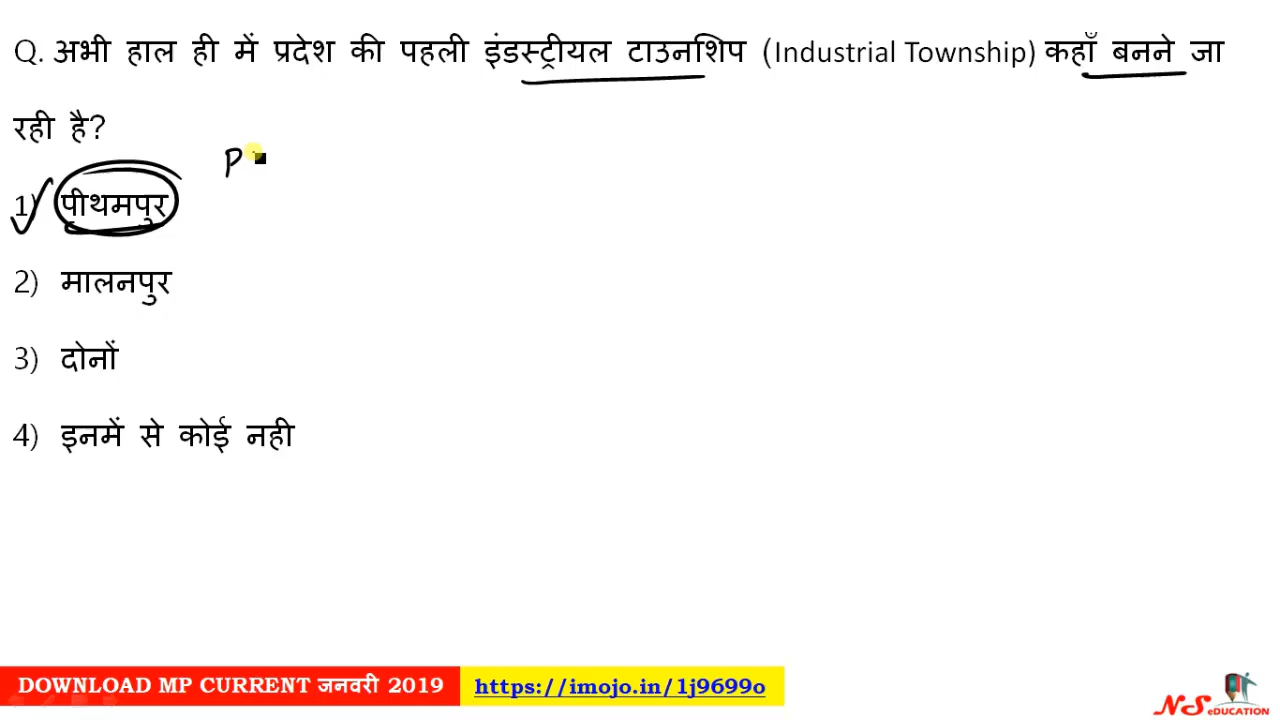 Q. अभी हाल ही में प्रदेश की पहली इंडस्ट्रीयल टाउनशिप (Industrial Township) कहाँ बनने जा
रही है?
P
1) पीथमपुर
2) मालनपुर
3) दोनों
4) इनमें से कोई नही
DOWNLOAD MP CURRENT जनवरी 2019 https://imojo.in/1j9699o
NS eDUCATION